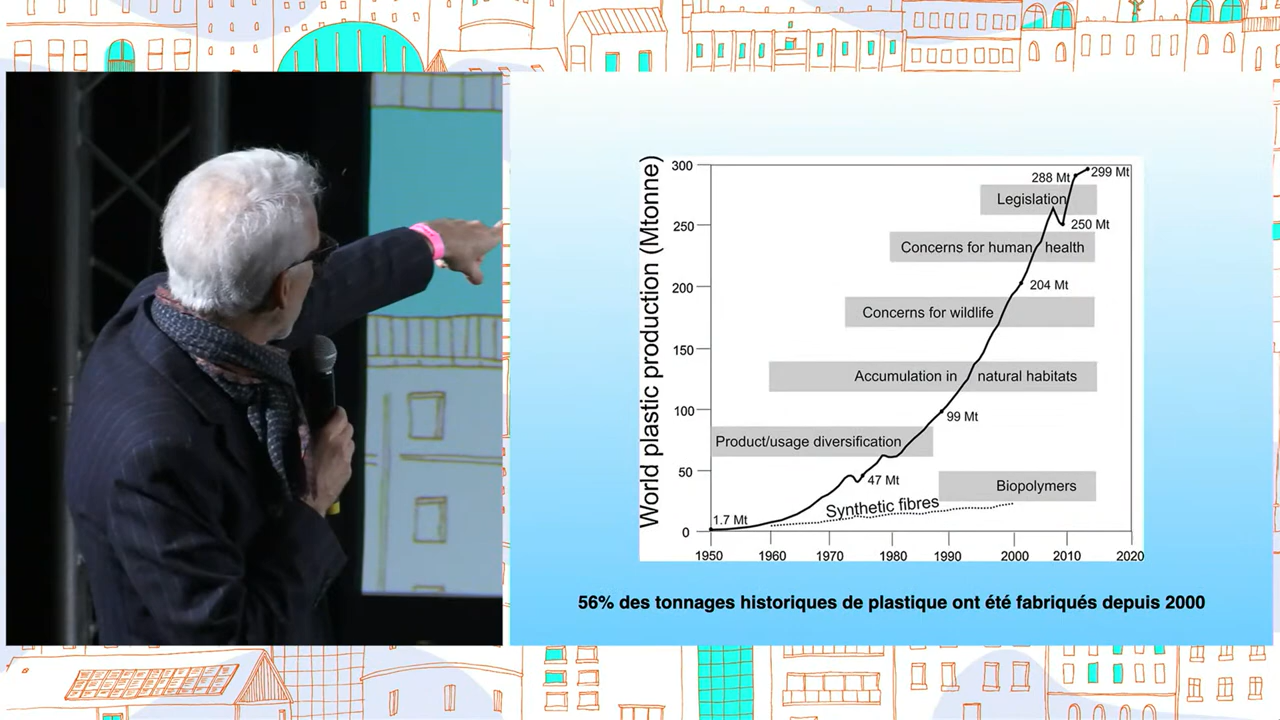 World plastic production (Mtonne)
300
250
200
150
100
50
0
299 Mt
288 Mt
Legislation
250 Mt
Concerns for human health
204 Mt
Concerns for wildlife
Accumulation in natural habitats
99 Mt
Product/usage diversification
47 Mt
Biopolymers
Synthetic fibres
1.7 Mt
1950 1960 1970 1980 1990 2000 2010 2020
56% des tonnages historiques de plastique ont été fabriqués depuis 2000